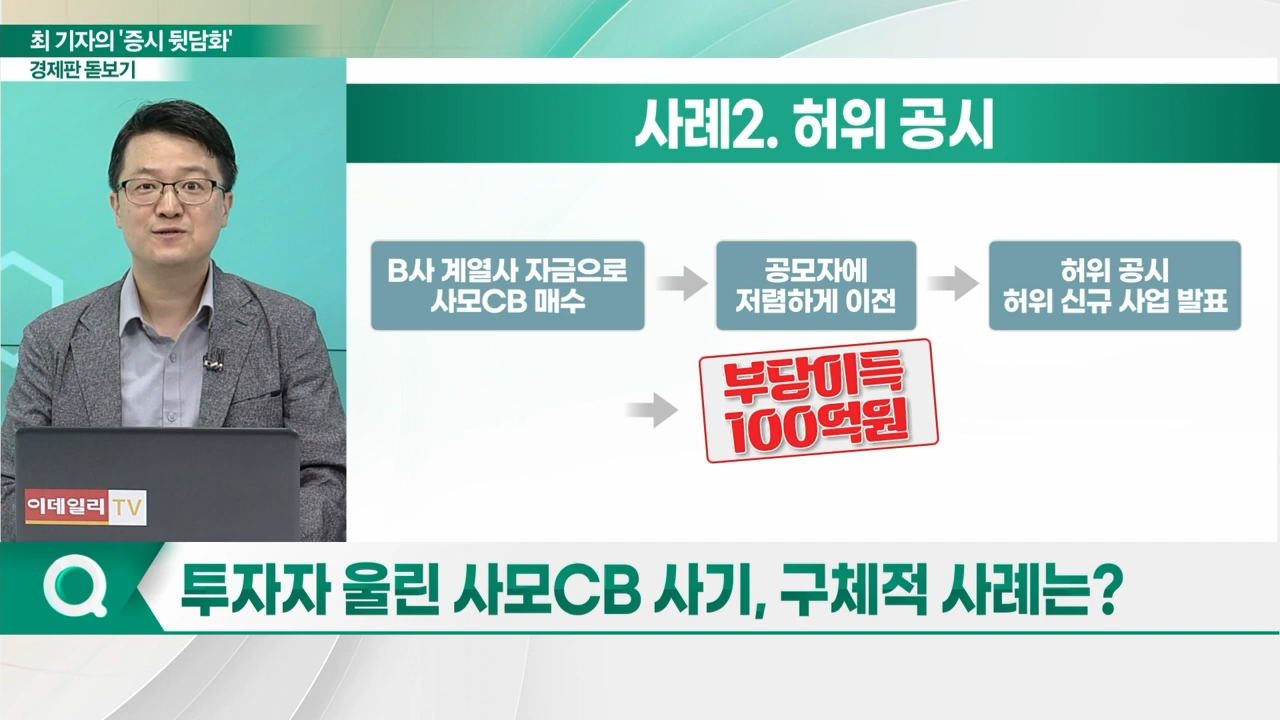 최 기자의 '증시 뒷담화'
경제판 돋보기
사례2. 허위 공시
B사 계열사 자금으로
사모CB 매수
공모자에
저렴하게 이전
허위 공시
허위 신규 사업 발표
부당이득
100억원
이데일리 TV
Q 투자자 울린 사모CB 사기, 구체적 사례는?